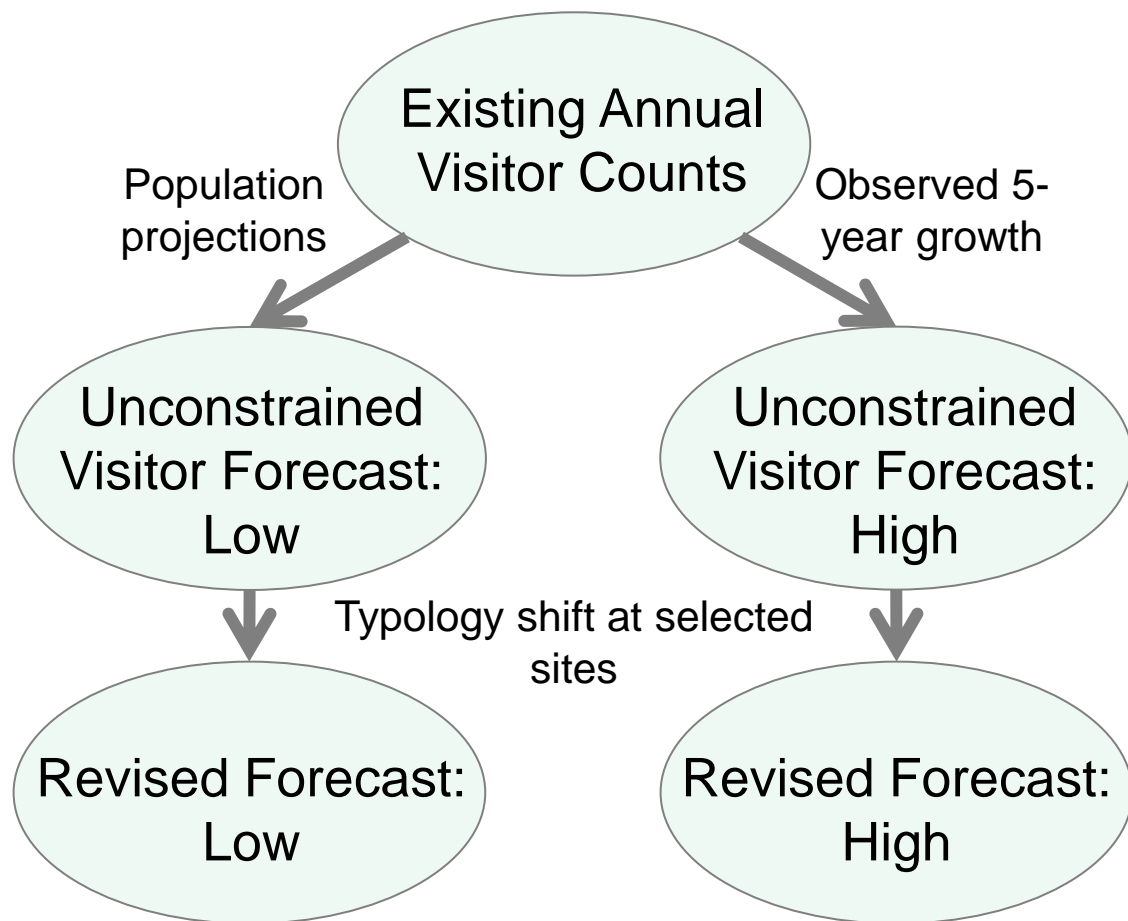 Existing Annual
Visitor Counts
Population
projections
Observed 5-
year growth
Unconstrained
Visitor Forecast:
Low
Unconstrained
Visitor Forecast:
High
Typology shift at selected
sites
Revised Forecast:
Low
Revised Forecast:
High